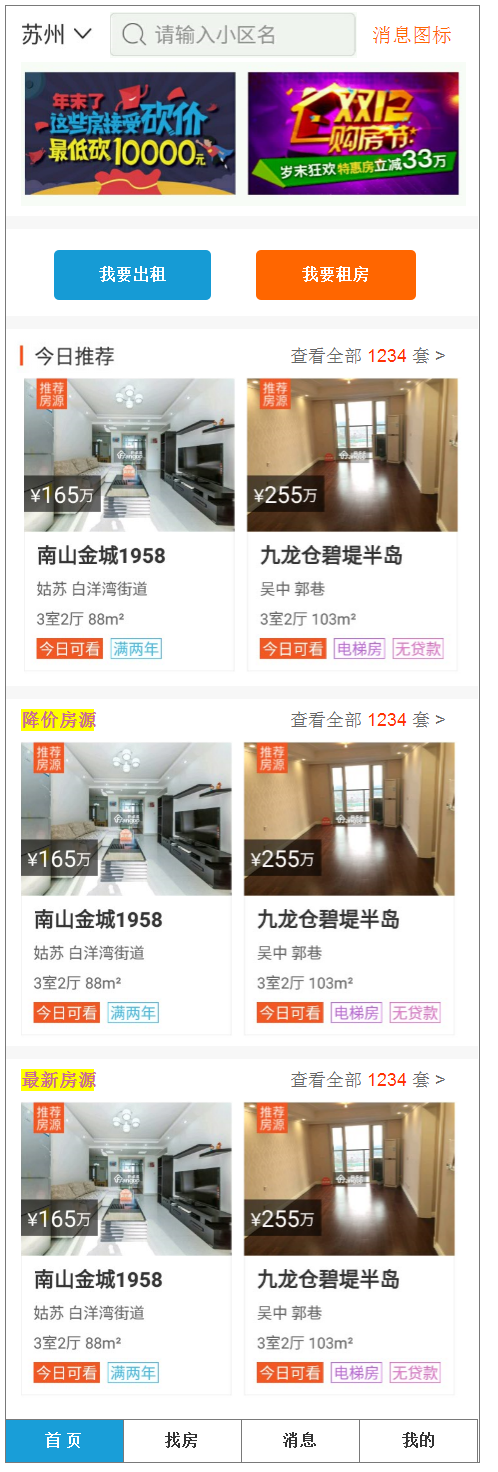 苏州 请输入小区名 消息图标
年末了
这些房接受砍价
最低砍10000元
双12
购房节
岁末狂欢 特惠房立减33万
我要出租 我要租房
今日推荐 查看全部 1234 套 >
推荐 推荐
房源 房源
¥165万 ¥255万
南山金城1958 九龙仓碧堤半岛
姑苏 白洋湾街道 吴中 郭巷
3室2厅 88m² 3室2厅 103m²
今日可看 满两年 今日可看 电梯房 无贷款
降价房源 查看全部 1234 套 >
推荐 推荐
房源 房源
¥165万 ¥255万
南山金城1958 九龙仓碧堤半岛
姑苏 白洋湾街道 吴中 郭巷
3室2厅 88m² 3室2厅 103m²
今日可看 满两年 今日可看 电梯房 无贷款
最新房源 查看全部 1234 套 >
推荐 推荐
房源 房源
¥165万 ¥255万
南山金城1958 九龙仓碧堤半岛
姑苏 白洋湾街道 吴中 郭巷
3室2厅 88m² 3室2厅 103m²
今日可看 满两年 今日可看 电梯房 无贷款
首 页 找房 消息 我的